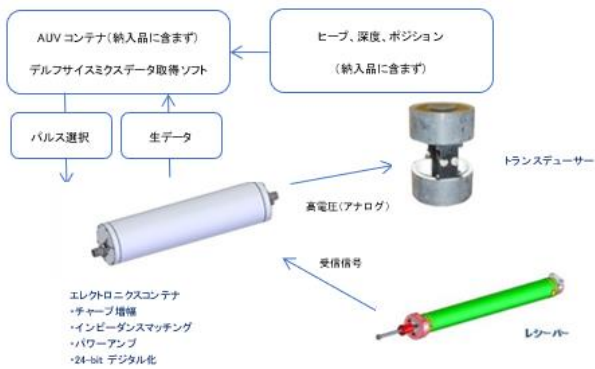 AUV コンテナ(納入品に含まず)
デルフサイスミクスデータ取得ソフト
ヒーブ、深度、ポジション
(納入品に含まず)
パルス選択
生データ
トランスデューサー
高電圧(アナログ)
受信信号
エレクトロニクスコンテナ
・チャープ増幅
・インピーダンスマッチング
・パワーアンプ
・24-bit デジタル化
レシーバー